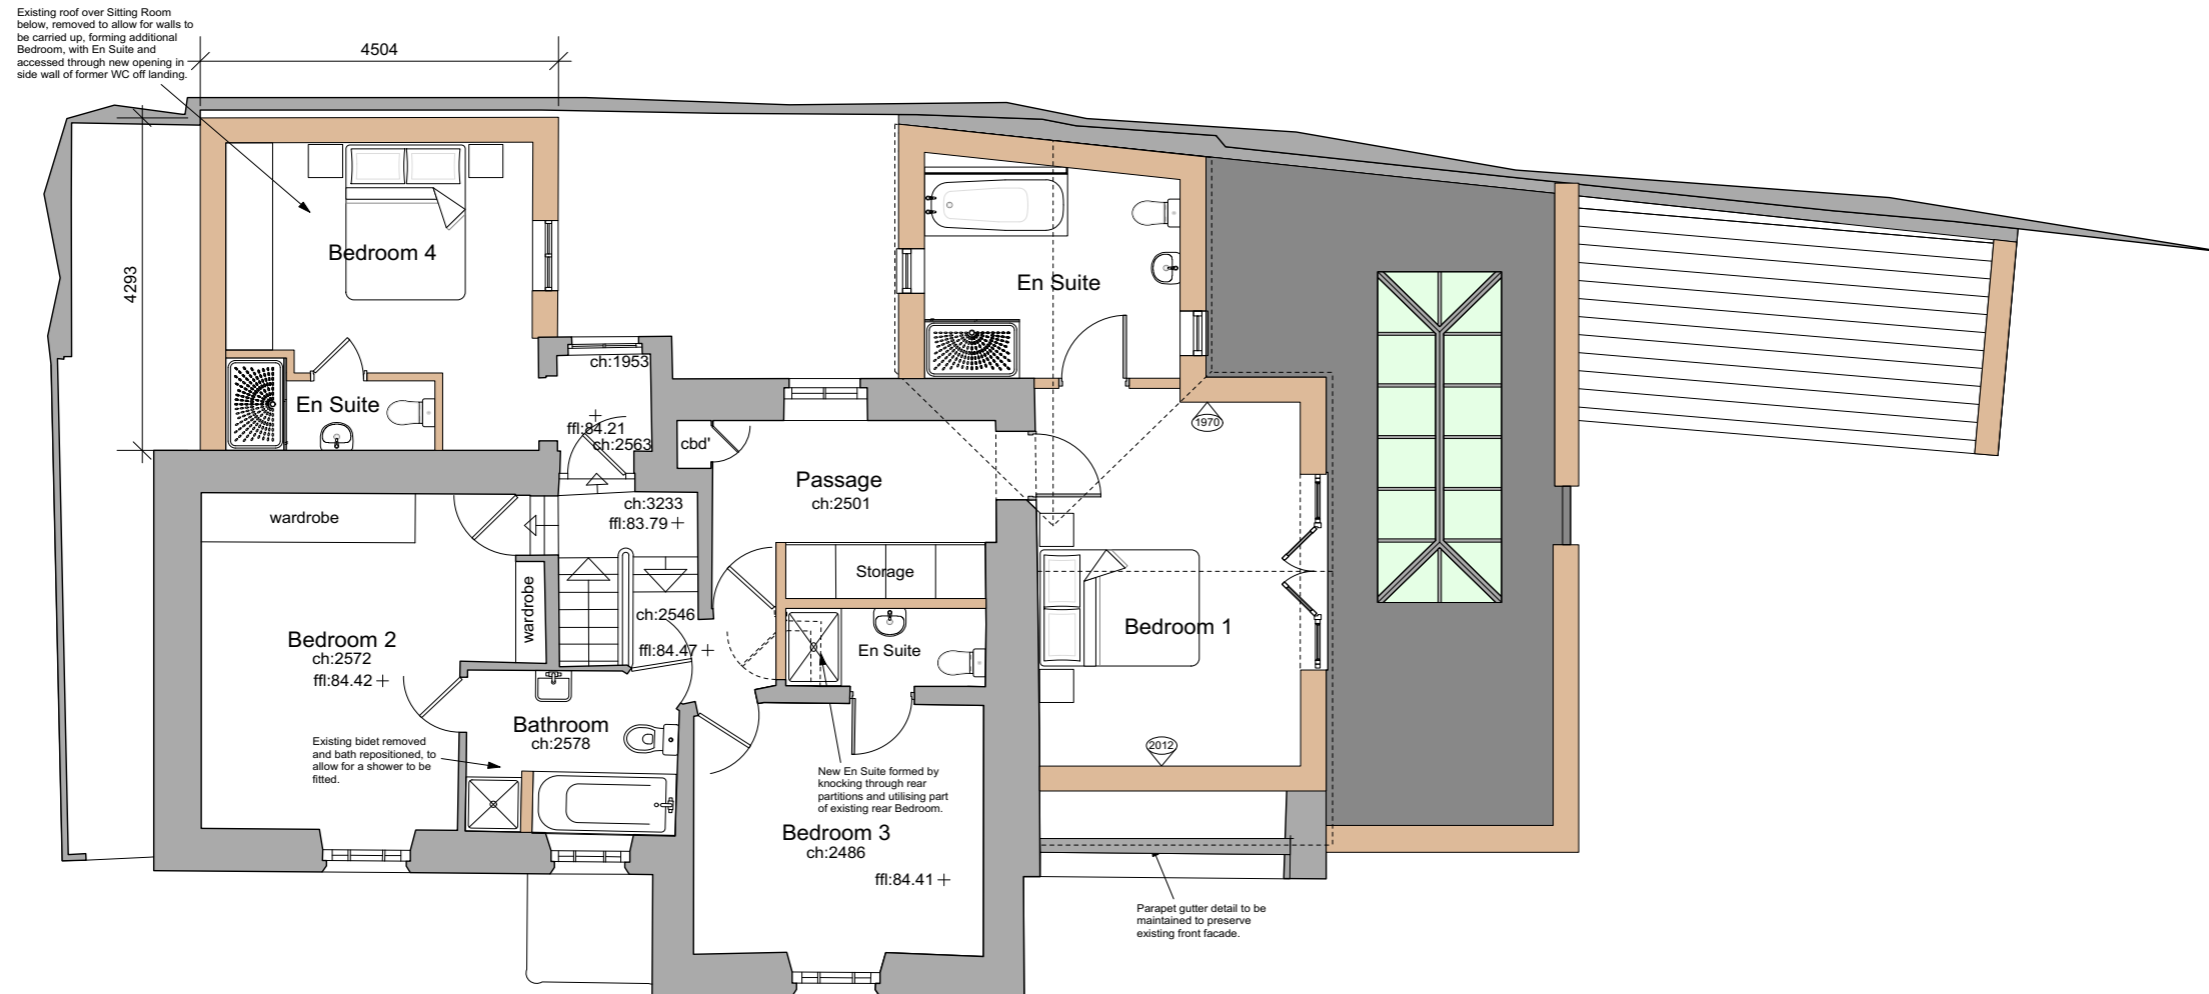 Existing roof over Sitting Room
below, removed to allow for walls to
be carried up, forming additional
Bedroom, with En Suite and
accessed through new opening in
side wall of former WC off landing.
4504
4293
Bedroom 4
En Suite
En Suite
ch:1953
ffl:84.21
ch:2563
cbd'
1970
Passage
ch:2501
wardrobe
ch:3233
ffl:83.79
Storage
wardrobe
ch:2546
ffl:84.47
En Suite
Bedroom 1
Bedroom 2
ch:2572
ffl:84.42
Bathroom
ch:2578
2012
Existing bidet removed
and bath repositioned, to
allow for a shower to be
fitted.
New En Suite formed by
knocking through rear
partitions and utilising part
of existing rear Bedroom.
Bedroom 3
ch:2486
ffl:84.41
Parapet gutter detail to be
maintained to preserve
existing front facade.